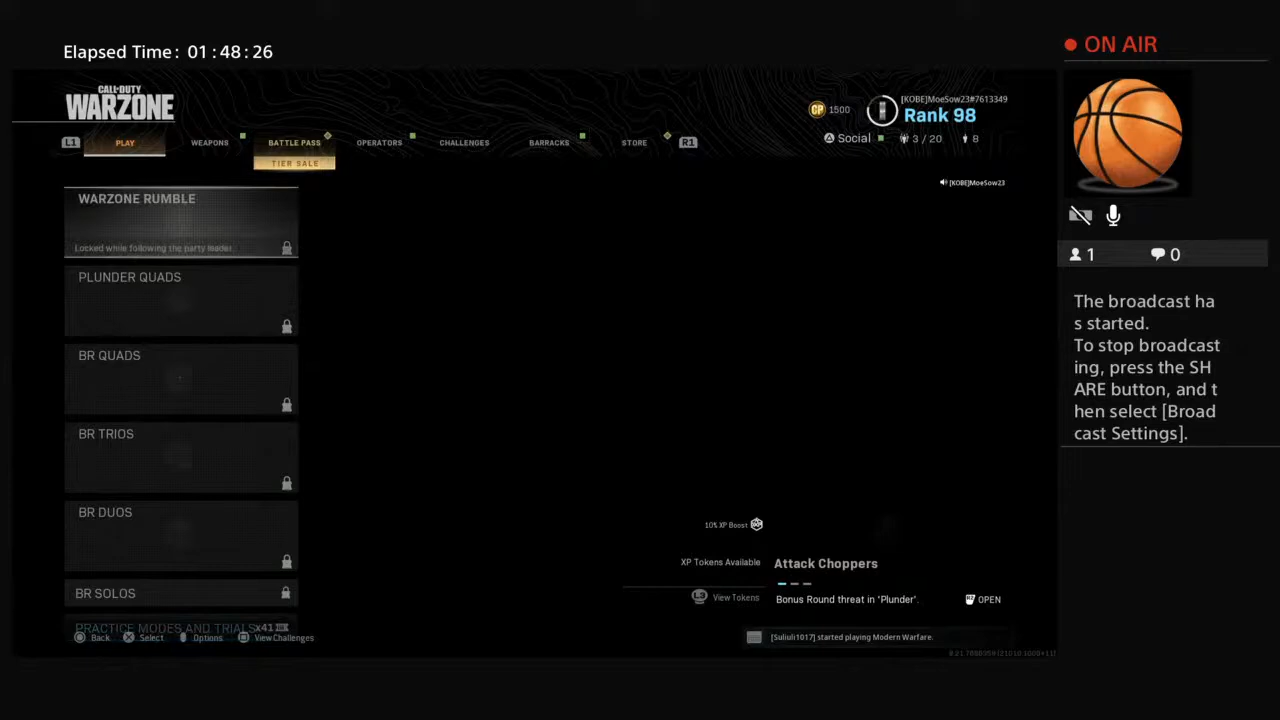 Elapsed Time: 01:48:26
ON AIR
CALL OF DUTY
WARZONE
CP 1500
[KOBE]MoeSow23#7613349
Rank 98
Social
3 / 20
8
L1
PLAY
WEAPONS
BATTLE PASS
OPERATORS
CHALLENGES
BARRACKS
STORE
R1
TIER SALE
[KOBE]MoeSow23
WARZONE RUMBLE
Locked while following the party leader.
PLUNDER QUADS
BR QUADS
BR TRIOS
BR DUOS
BR SOLOS
PRACTICE MODES AND TRIALS x41
Back
Select
Options
View Challenges
10% XP Boost
XP Tokens Available
View Tokens
Attack Choppers
Bonus Round threat in 'Plunder'.
OPEN
[Suliuli1017] started playing Modern Warfare.
1
0
The broadcast ha
s started.
To stop broadcast
ing, press the SH
ARE button, and t
hen select [Broad
cast Settings].